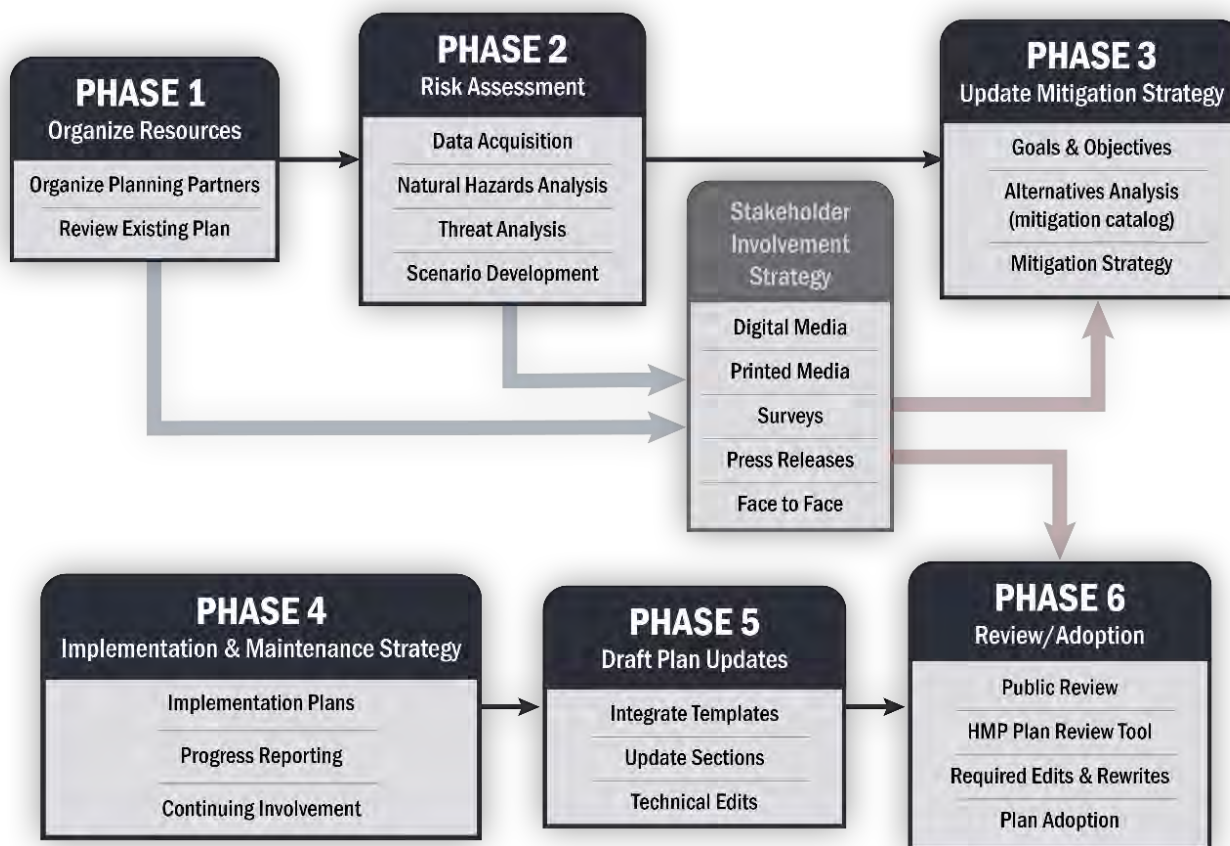 PHASE 1
Organize Resources
Organize Planning Partners
Review Existing Plan
PHASE 2
Risk Assessment
Data Acquisition
Natural Hazards Analysis
Threat Analysis
Scenario Development
PHASE 3
Update Mitigation Strategy
Goals & Objectives
Alternatives Analysis
(mitigation catalog)
Mitigation Strategy
Stakeholder
Involvement
Strategy
Digital Media
Printed Media
Surveys
Press Releases
Face to Face
PHASE 4
Implementation & Maintenance Strategy
Implementation Plans
Progress Reporting
Continuing Involvement
PHASE 5
Draft Plan Updates
Integrate Templates
Update Sections
Technical Edits
PHASE 6
Review/Adoption
Public Review
HMP Plan Review Tool
Required Edits & Rewrites
Plan Adoption